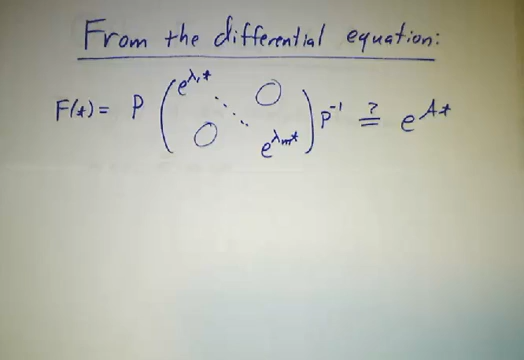 From the differential equation:
F(t) = P ( e^{λ₁t} ⋱ 0 0 e^{λₘt} ) P⁻¹ ≟ e^{At}